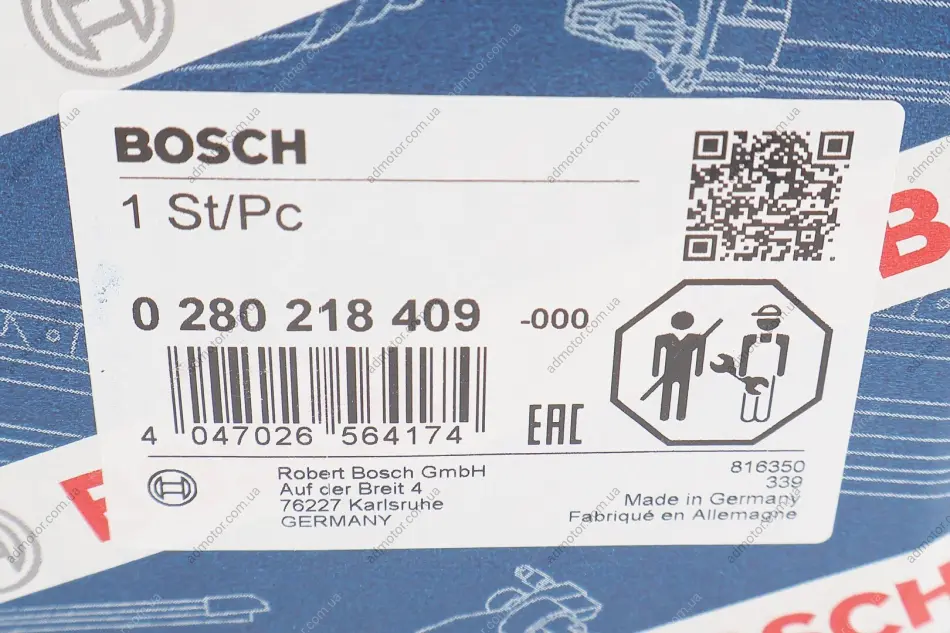 BOSCH
1 St/Pc
0 280 218 409 -000
4 047026 564174
EAC
Robert Bosch GmbH
Auf der Breit 4
76227 Karlsruhe
GERMANY
816350
339
Made in Germany
Fabriqué en Allemagne
B
BOSCH
admotor.com.ua